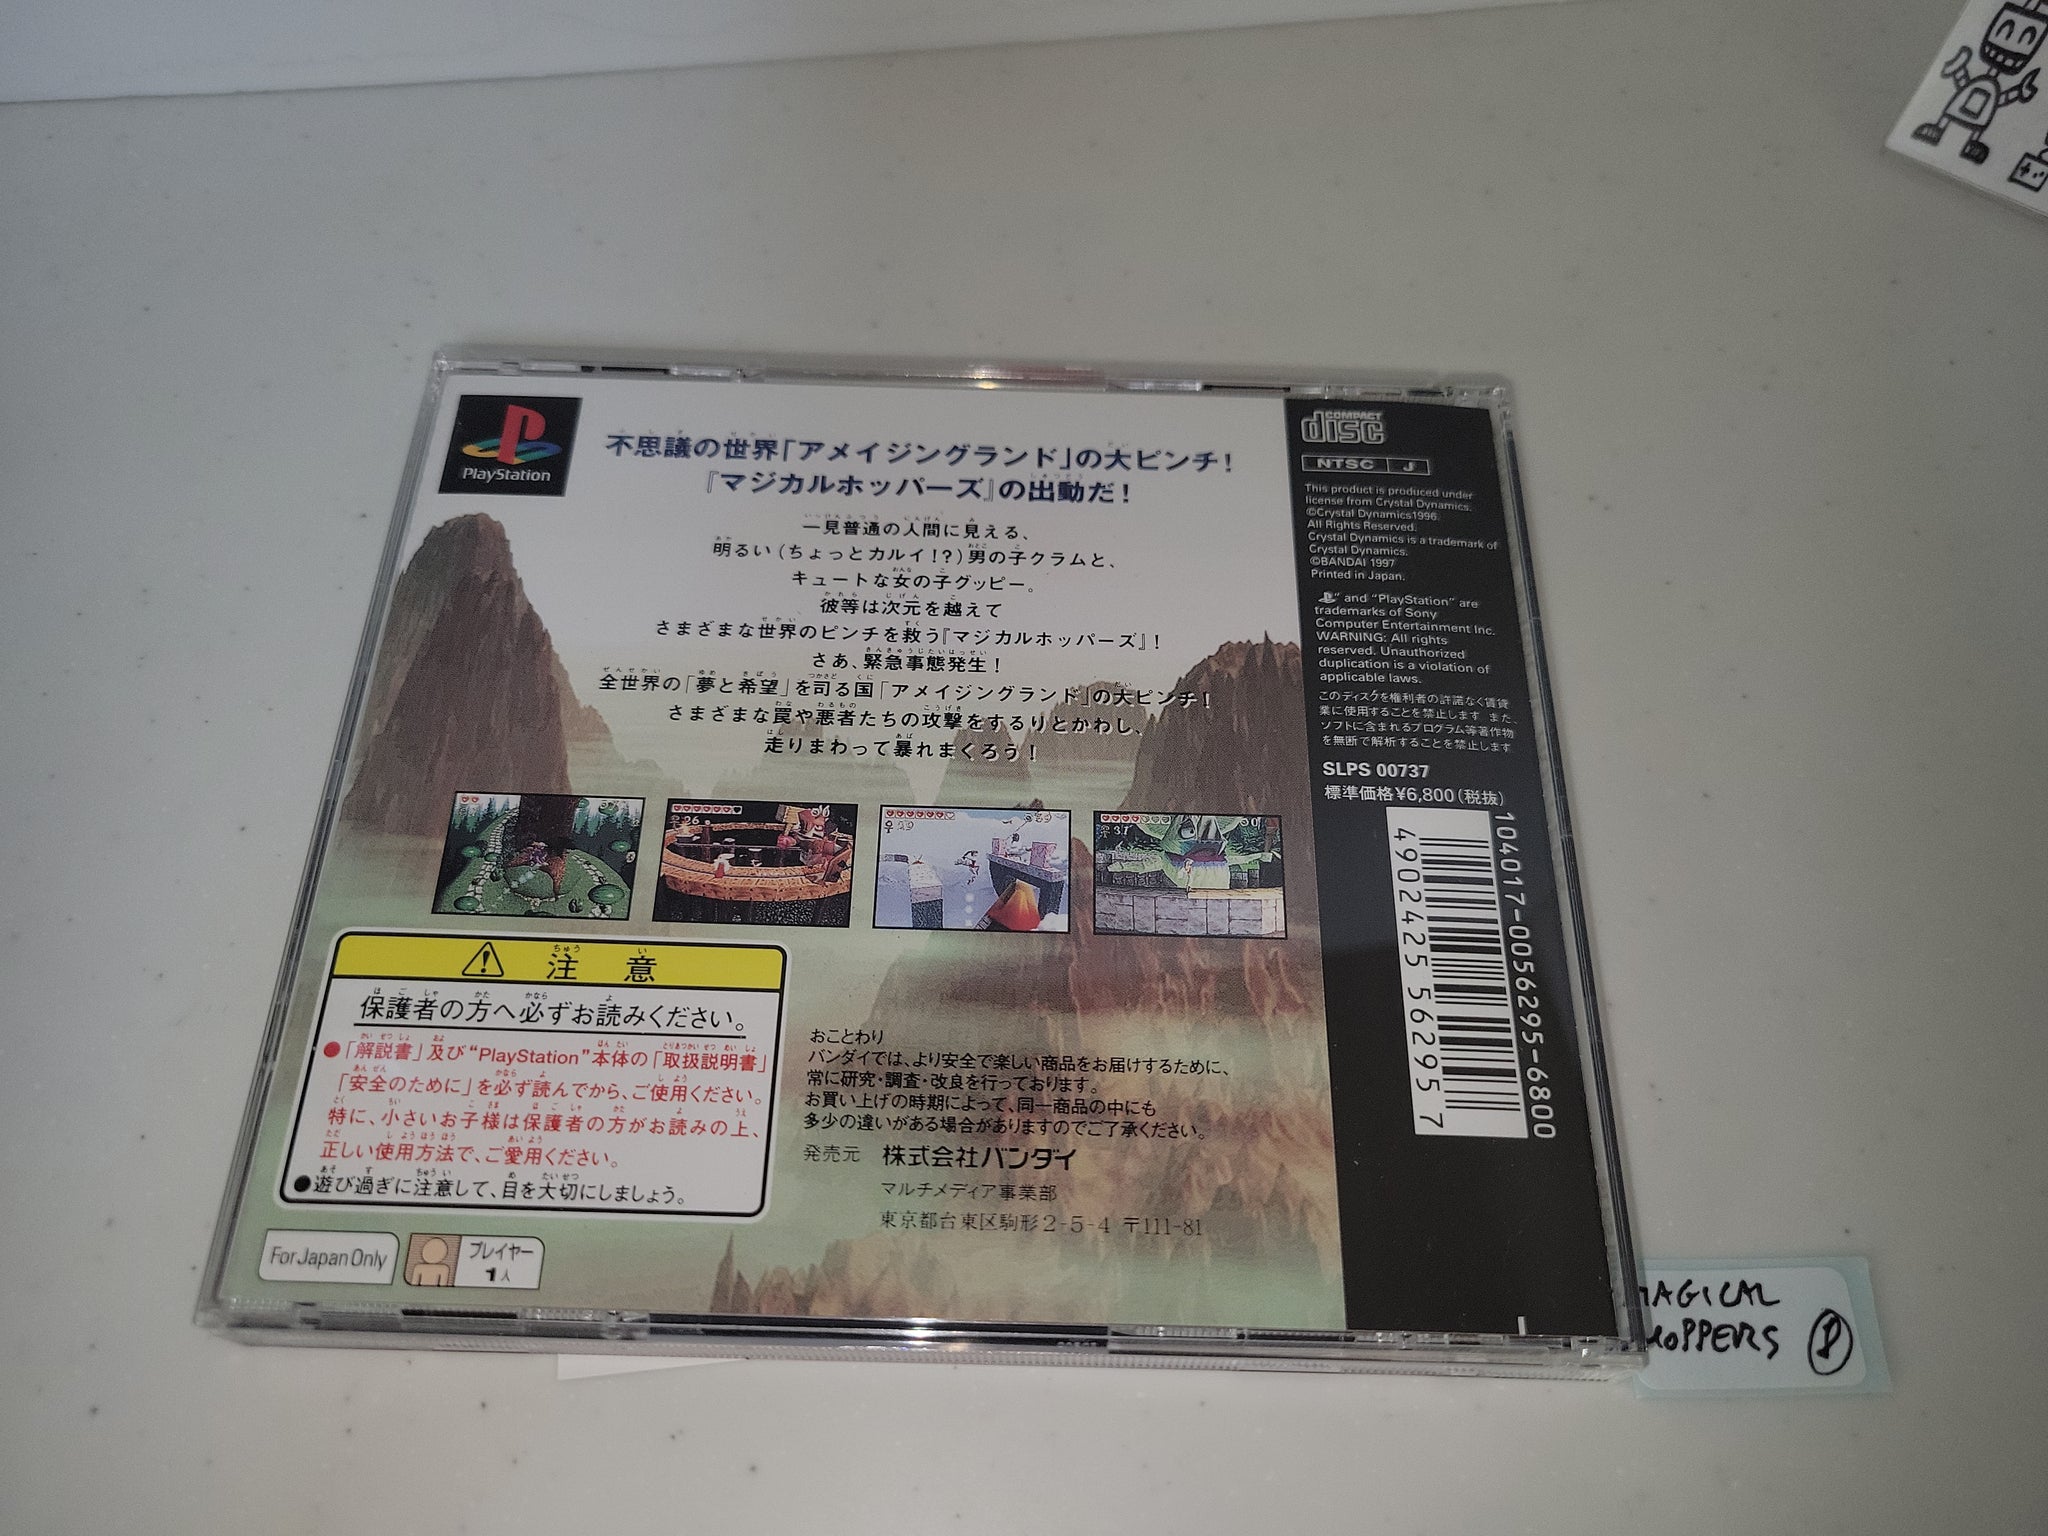 PlayStation
不思議の世界「アメイジングランド」の大ピンチ!
『マジカルホッパーズ』の出動だ!
一見普通の人間に見える、
明るい(ちょっとカルイ!?)男の子クラムと、
キュートな女の子グッピー。
彼等は次元を越えて
さまざまな世界のピンチを救う『マジカルホッパーズ』!
さあ、緊急事態発生!
全世界の「夢と希望」を司る国「アメイジングランド」の大ピンチ!
さまざまな罠や悪者たちの攻撃をするりとかわし、
走りまわって暴れまくろう!
注意
保護者の方へ必ずお読みください。
●「解説書」及び"PlayStation"本体の「取扱説明書」
「安全のために」を必ず読んでから、ご使用ください。
特に、小さいお子様は保護者の方がお読みの上、
正しい使用方法で、ご愛用ください。
●遊び過ぎに注意して、目を大切にしましょう。
For Japan Only
プレイヤー
1人
おことわり
バンダイでは、より安全で楽しい商品をお届けするために、
常に研究・調査・改良を行っております。
お買い上げの時期によって、同一商品の中にも
多少の違いがある場合がありますのでご了承ください。
発売元 株式会社バンダイ
マルチメディア事業部
東京都台東区駒形2-5-4 〒111-81
COMPACT
disc
NTSC J
This product is produced under
license from Crystal Dynamics.
©Crystal Dynamics1996.
All Rights Reserved.
Crystal Dynamics is a trademark of
Crystal Dynamics.
©BANDAI 1997
Printed in Japan.
" and "PlayStation" are
trademarks of Sony
Computer Entertainment Inc.
WARNING: All rights
reserved. Unauthorized
duplication is a violation of
applicable laws.
このディスクを権利者の許諾なく賃貸
業に使用することを禁止します また、
ソフトに含まれるプログラム等著作物
を無断で解析することを禁止します
SLPS 00737
標準価格¥6,800(税抜)
104017-0056295-6800
4902425 562957
MAGICAL
HOPPERS P